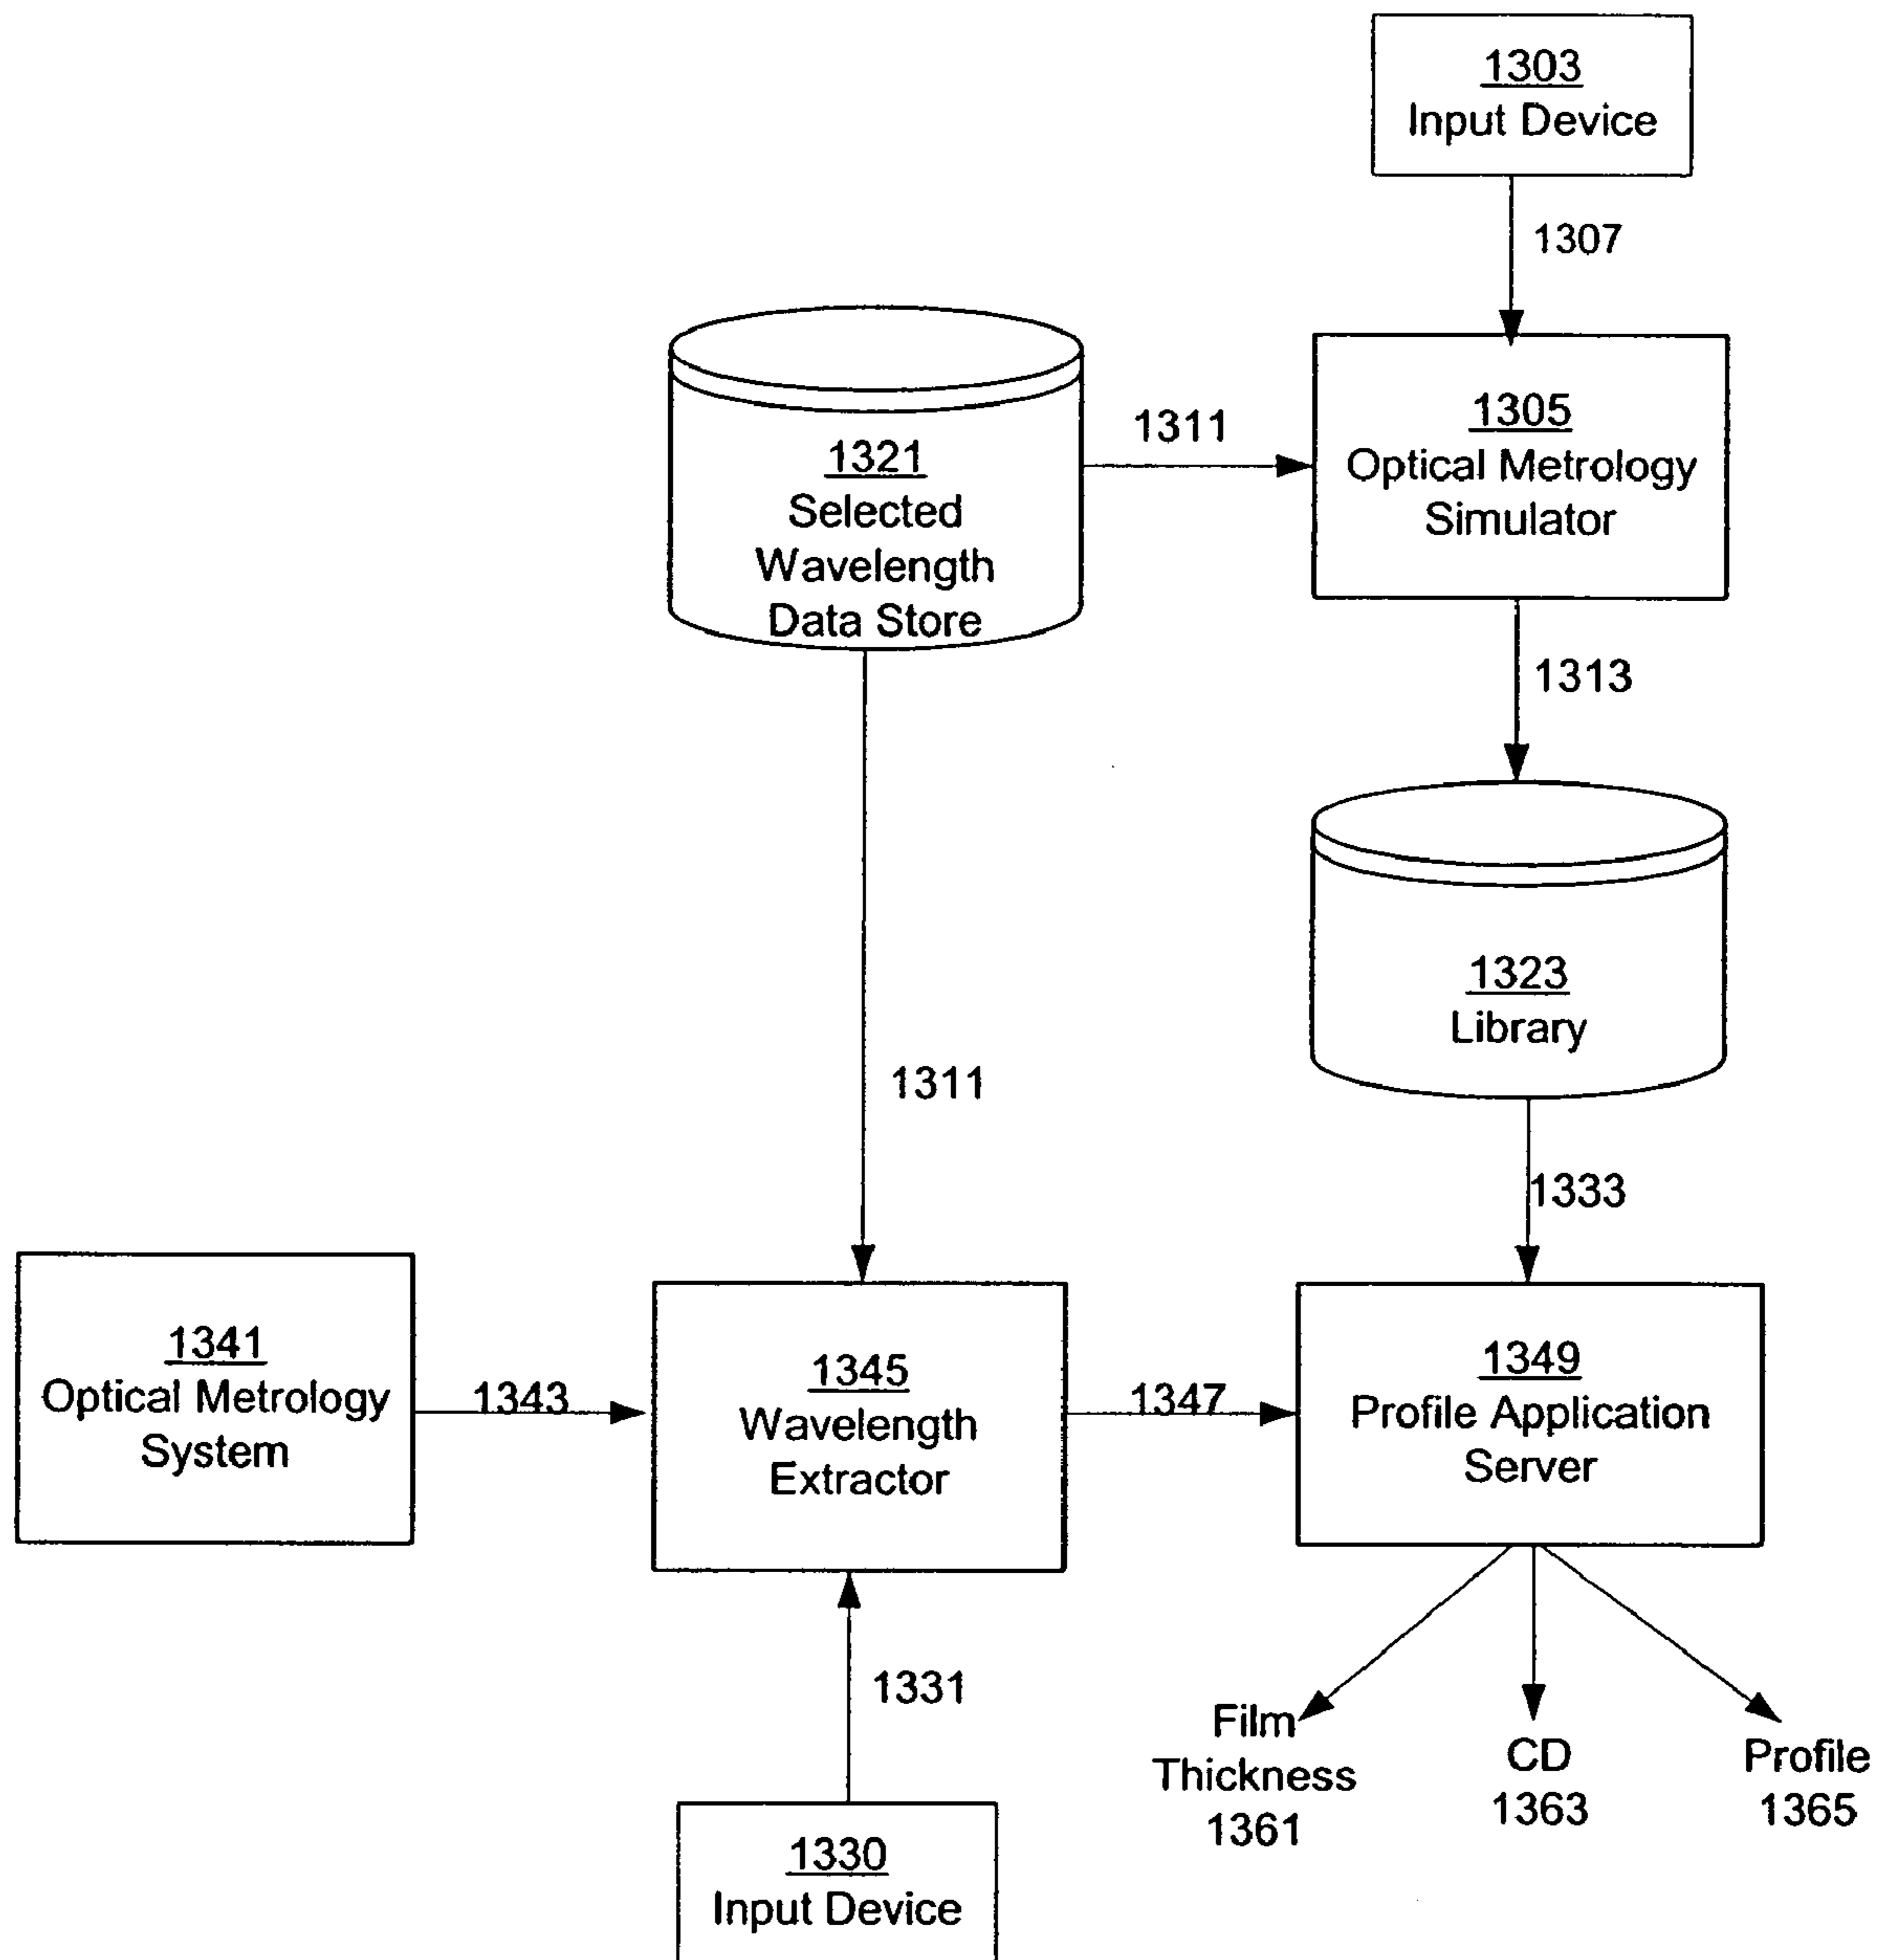 1303
Input Device
1307
1321
Selected
Wavelength
Data Store
1311
1305
Optical Metrology
Simulator
1313
1323
Library
1311
1333
1341
Optical Metrology
System
1343
1345
Wavelength
Extractor
1347
1349
Profile Application
Server
1331
Film
Thickness
1361
CD
1363
Profile
1365
1330
Input Device